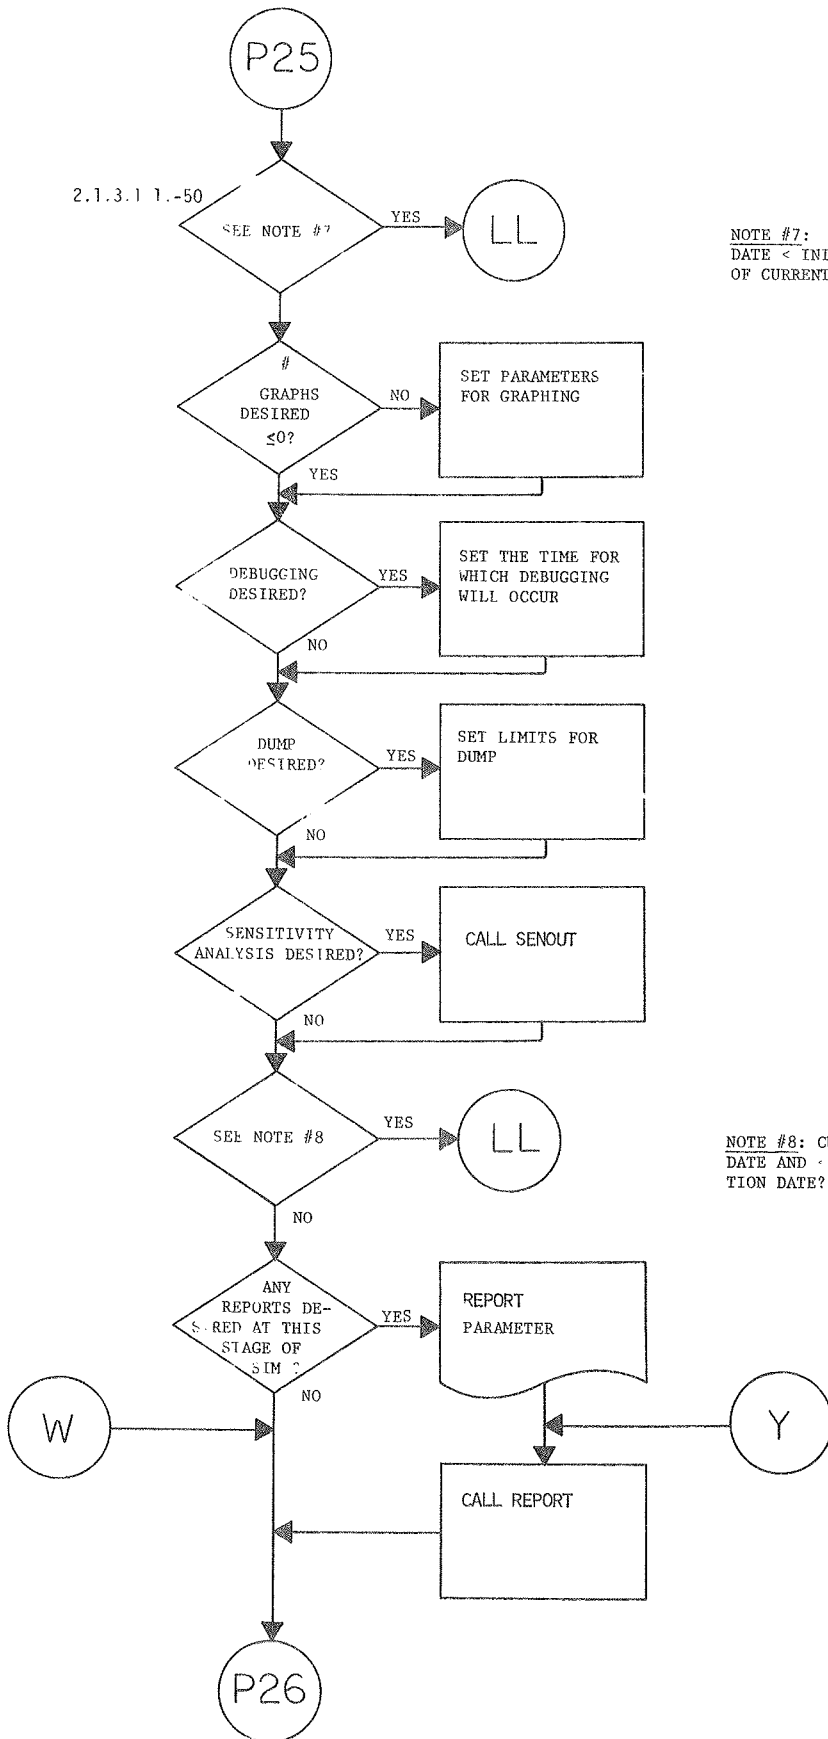 P25
2.1.3.1 1.-50
SEE NOTE #7
YES
LL
NOTE #7:
DATE <
OF CURRENT
#
GRAPHS
DESIRED
≤0?
NO
SET PARAMETERS
FOR GRAPHING
YES
DEBUGGING
DESIRED?
YES
SET THE TIME FOR
WHICH DEBUGGING
WILL OCCUR
NO
DUMP
DESIRED?
YES
SET LIMITS FOR
DUMP
NO
SENSITIVITY
ANALYSIS DESIRED?
YES
CALL SENOUT
NO
SEE NOTE #8
YES
LL
NOTE #8:
DATE AND <
TION DATE?
NO
ANY
REPORTS DE-
SIRED AT THIS
STAGE OF
SIM ?
YES
REPORT
PARAMETER
NO
W
Y
CALL REPORT
P26